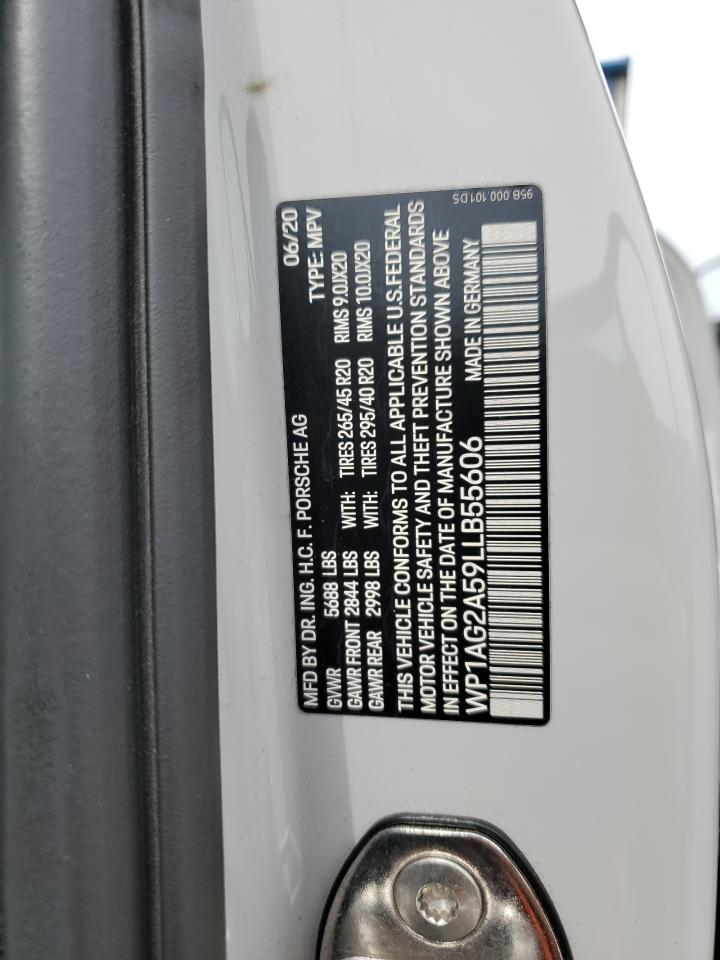 MFD BY DR. ING. H.C. F. PORSCHE AG 06/20
GVWR 5688 LBS TYPE: MPV
GAWR FRONT 2844 LBS WITH: TIRES 265/45 R20 RIMS 9.0JX20
GAWR REAR 2998 LBS WITH: TIRES 295/40 R20 RIMS 10.0JX20
THIS VEHICLE CONFORMS TO ALL APPLICABLE U.S.FEDERAL
MOTOR VEHICLE SAFETY AND THEFT PREVENTION STANDARDS
IN EFFECT ON THE DATE OF MANUFACTURE SHOWN ABOVE
WP1AG2A59LLB55606 MADE IN GERMANY
95B.000.101.DS